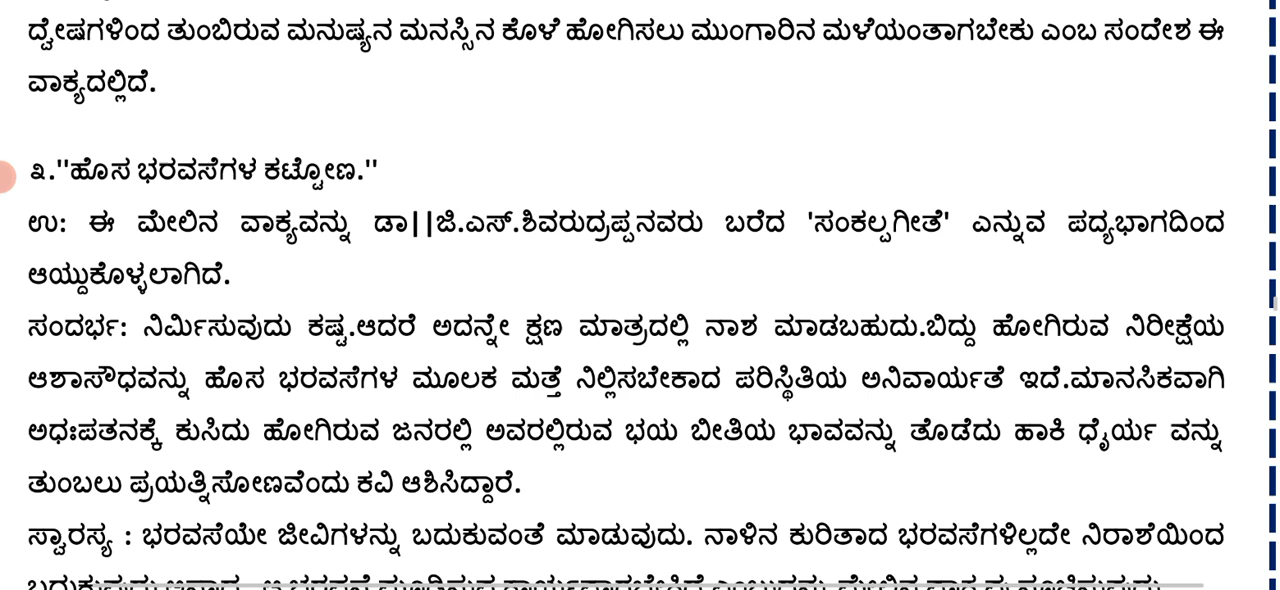 ದ್ವೇಷಗಳಿಂದ ತುಂಬಿರುವ ಮನುಷ್ಯನ ಮನಸ್ಸಿನ ಕೊಳೆ ಹೋಗಿಸಲು ಮುಂಗಾರಿನ ಮಳೆಯಂತಾಗಬೇಕು ಎಂಬ ಸಂದೇಶ ಈ
ವಾಕ್ಯದಲ್ಲಿದೆ.
೩."ಹೊಸ ಭರವಸೆಗಳ ಕಟ್ಟೋಣ."
ಉ: ಈ ಮೇಲಿನ ವಾಕ್ಯವನ್ನು ಡಾ||ಜಿ.ಎಸ್.ಶಿವರುದ್ರಪ್ಪನವರು ಬರೆದ 'ಸಂಕಲ್ಪಗೀತೆ' ಎನ್ನುವ ಪದ್ಯಭಾಗದಿಂದ
ಆಯ್ದುಕೊಳ್ಳಲಾಗಿದೆ.
ಸಂದರ್ಭ: ನಿರ್ಮಿಸುವುದು ಕಷ್ಟ.ಆದರೆ ಅದನ್ನೇ ಕ್ಷಣ ಮಾತ್ರದಲ್ಲಿ ನಾಶ ಮಾಡಬಹುದು.ಬಿದ್ದು ಹೋಗಿರುವ ನಿರೀಕ್ಷೆಯ
ಆಶಾಸೌಧವನ್ನು ಹೊಸ ಭರವಸೆಗಳ ಮೂಲಕ ಮತ್ತೆ ನಿಲ್ಲಿಸಬೇಕಾದ ಪರಿಸ್ಥಿತಿಯ ಅನಿವಾರ್ಯತೆ ಇದೆ.ಮಾನಸಿಕವಾಗಿ
ಅಧಃಪತನಕ್ಕೆ ಕುಸಿದು ಹೋಗಿರುವ ಜನರಲ್ಲಿ ಅವರಲ್ಲಿರುವ ಭಯ ಬೀತಿಯ ಭಾವವನ್ನು ತೊಡೆದು ಹಾಕಿ ಧೈರ್ಯ ವನ್ನು
ತುಂಬಲು ಪ್ರಯತ್ನಿಸೋಣವೆಂದು ಕವಿ ಆಶಿಸಿದ್ದಾರೆ.
ಸ್ವಾರಸ್ಯ : ಭರವಸೆಯೇ ಜೀವಿಗಳನ್ನು ಬದುಕುವಂತೆ ಮಾಡುವುದು. ನಾಳಿನ ಕುರಿತಾದ ಭರವಸೆಗಳಿಲ್ಲದೇ ನಿರಾಶೆಯಿಂದ